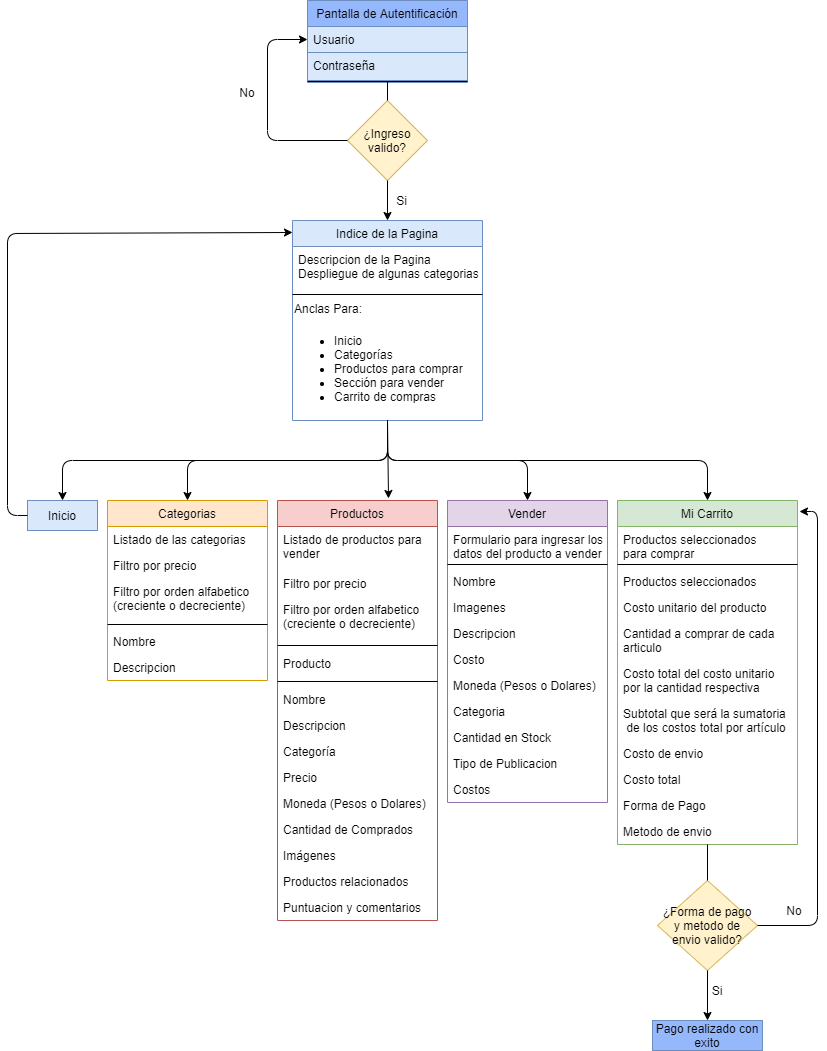 Pantalla de Autentificación
Usuario
Contraseña
No
¿Ingreso
valido?
Si
Indice de la Pagina
Descripcion de la Pagina
Despliegue de algunas categorias
Anclas Para:
Inicio
Categorías
Productos para comprar
Sección para vender
Carrito de compras
Inicio
Categorias
Listado de las categorias
Filtro por precio
Filtro por orden alfabetico
(creciente o decreciente)
Nombre
Descripcion
Productos
Listado de productos para
vender
Filtro por precio
Filtro por orden alfabetico
(creciente o decreciente)
Producto
Nombre
Descripcion
Categoría
Precio
Moneda (Pesos o Dolares)
Cantidad de Comprados
Imágenes
Productos relacionados
Puntuacion y comentarios
Vender
Formulario para ingresar los
datos del producto a vender
Nombre
Imagenes
Descripcion
Costo
Moneda (Pesos o Dolares)
Categoria
Cantidad en Stock
Tipo de Publicacion
Costos
Mi Carrito
Productos seleccionados
para comprar
Productos seleccionados
Costo unitario del producto
Cantidad a comprar de cada
articulo
Costo total del costo unitario
por la cantidad respectiva
Subtotal que será la sumatoria
de los costos total por artículo
Costo de envio
Costo total
Forma de Pago
Metodo de envio
¿Forma de pago
y metodo de
envio valido?
No
Si
Pago realizado con
exito